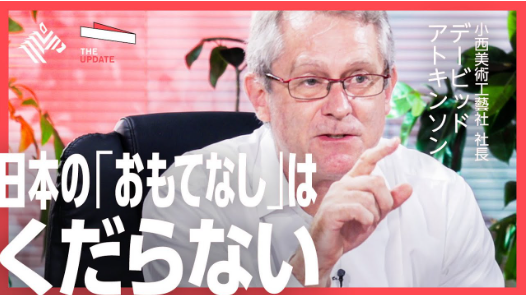 THE
UPDATE
小西美術工藝社 社長
デービッド
アトキンソン
日本の「おもてなし」は
くだらない